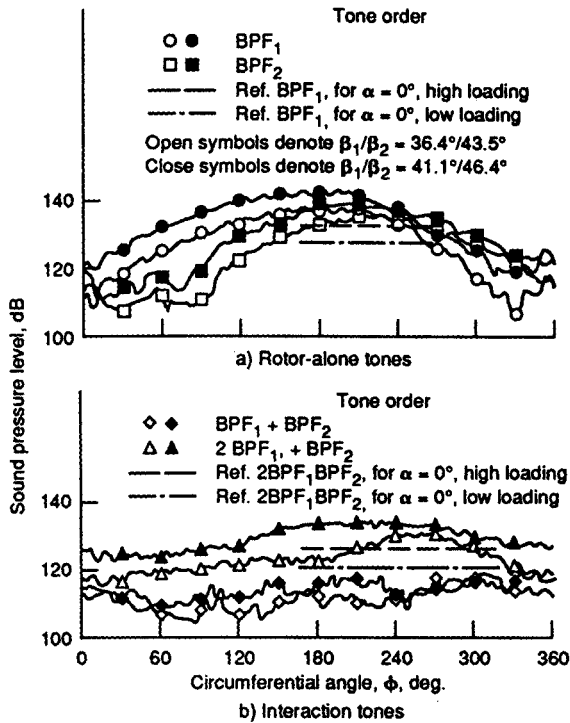 Tone order
BPF₁
BPF₂
Ref. BPF₁, for α = 0°, high loading
Ref. BPF₁, for α = 0°, low loading
Open symbols denote β₁/β₂ = 36.4°/43.5°
Close symbols denote β₁/β₂ = 41.1°/46.4°
140
120
100
a) Rotor-alone tones
Sound pressure level, dB
Tone order
BPF₁ + BPF₂
2 BPF₁, + BPF₂
Ref. 2BPF₁BPF₂, for α = 0°, high loading
Ref. 2BPF₁BPF₂, for α = 0°, low loading
140
120
100
0 60 120 180 240 300 360
Circumferential angle, ϕ, deg.
b) Interaction tones